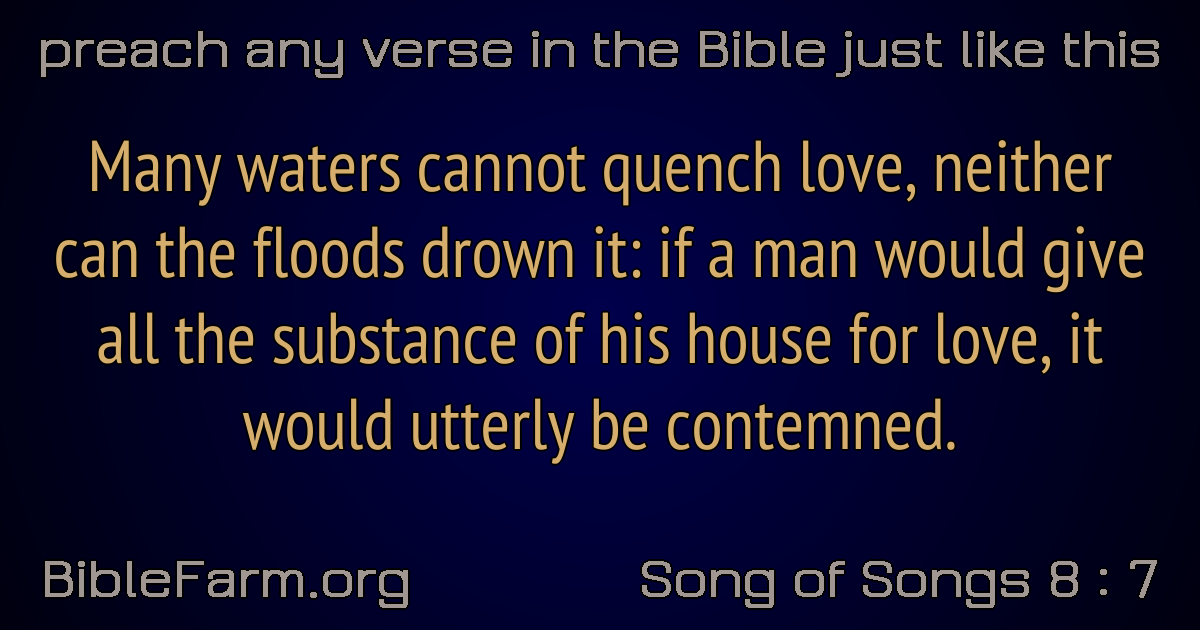 preach any verse in the Bible just like this
Many waters cannot quench love, neither
can the floods drown it: if a man would give
all the substance of his house for love, it
would utterly be contemned.
BibleFarm.org
Song of Songs 8 : 7